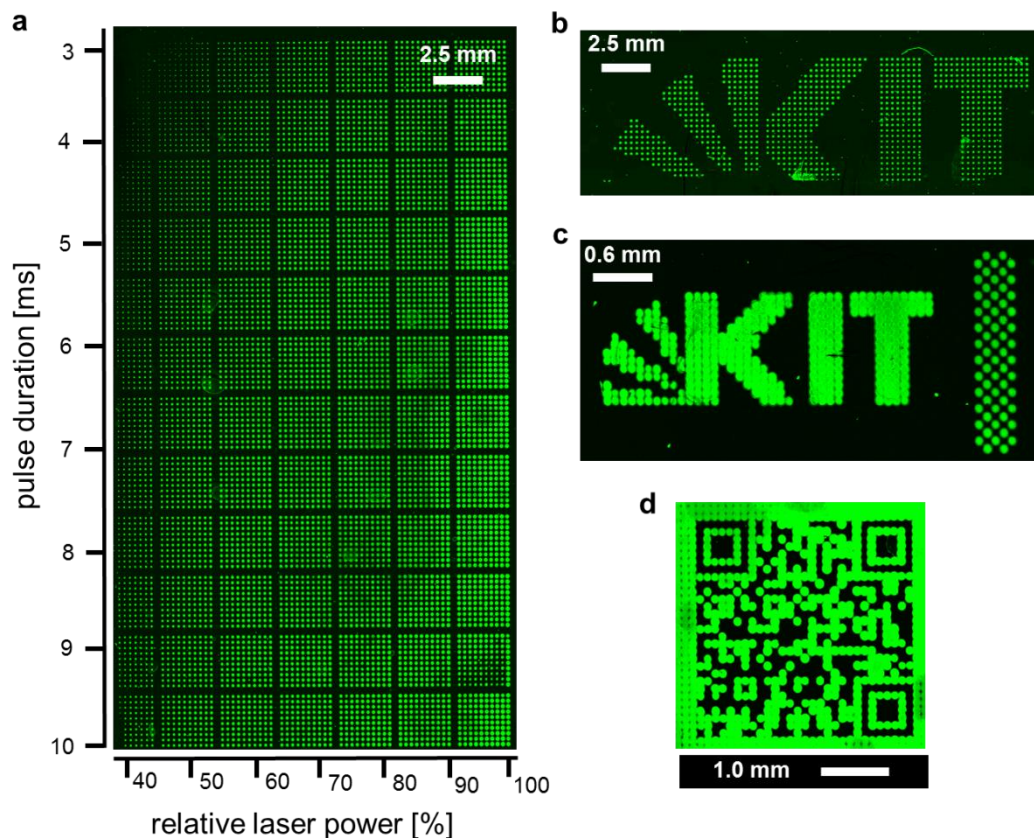 a
2.5 mm
3
4
5
6
7
8
9
10
pulse duration [ms]
40 50 60 70 80 90 100
relative laser power [%]
b
2.5 mm
KIT
c
0.6 mm
KIT
d
1.0 mm